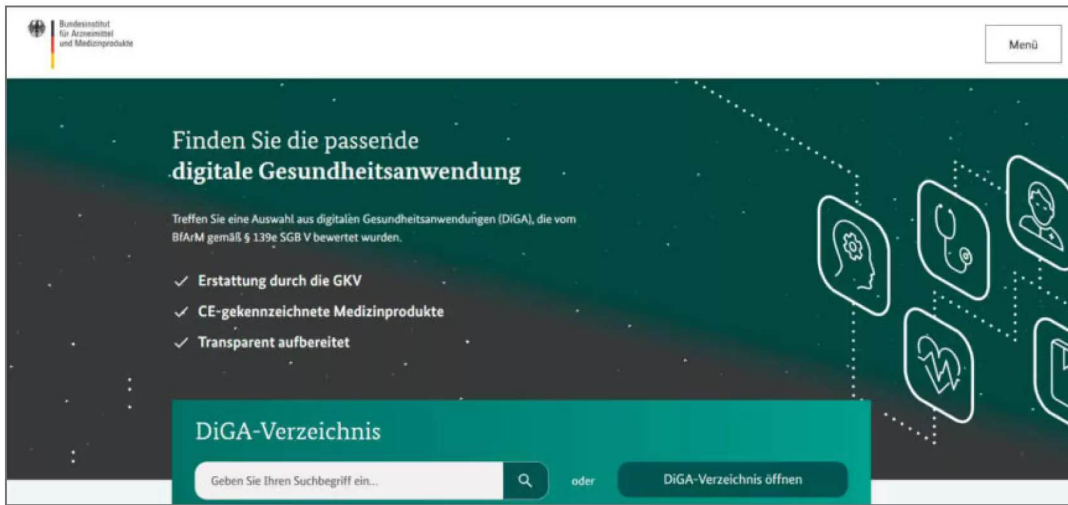 Bundesinstitut
für Arzneimittel
und Medizinprodukte
Menü
Finden Sie die passende
digitale Gesundheitsanwendung
Treffen Sie eine Auswahl aus digitalen Gesundheitsanwendungen (DiGA), die vom
BfArM gemäß § 139e SGB V bewertet wurden.
✓ Erstattung durch die GKV
✓ CE-gekennzeichnete Medizinprodukte
✓ Transparent aufbereitet
DiGA-Verzeichnis
Geben Sie Ihren Suchbegriff ein...
oder
DiGA-Verzeichnis öffnen